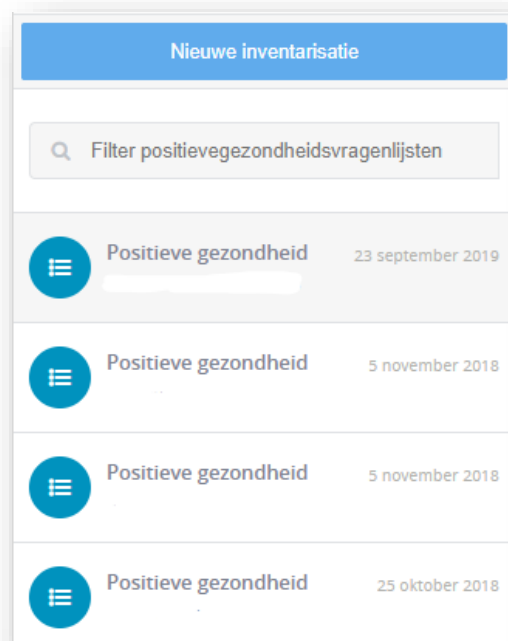 Nieuwe inventarisatie
Filter positievegezondheidsvragenlijsten
Positieve gezondheid 23 september 2019
Positieve gezondheid 5 november 2018
Positieve gezondheid 5 november 2018
Positieve gezondheid 25 oktober 2018